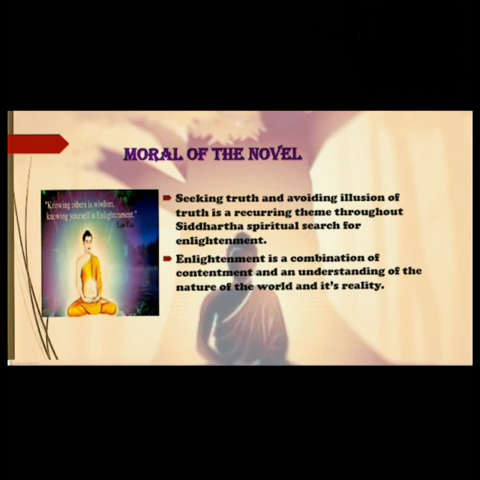 MORAL OF THE NOVEL
"Knowing others is wisdom,
knowing yourself is Enlightenment."
Lao Tzu
Seeking truth and avoiding illusion of
truth is a recurring theme throughout
Siddhartha spiritual search for
enlightenment.
Enlightenment is a combination of
contentment and an understanding of the
nature of the world and it's reality.